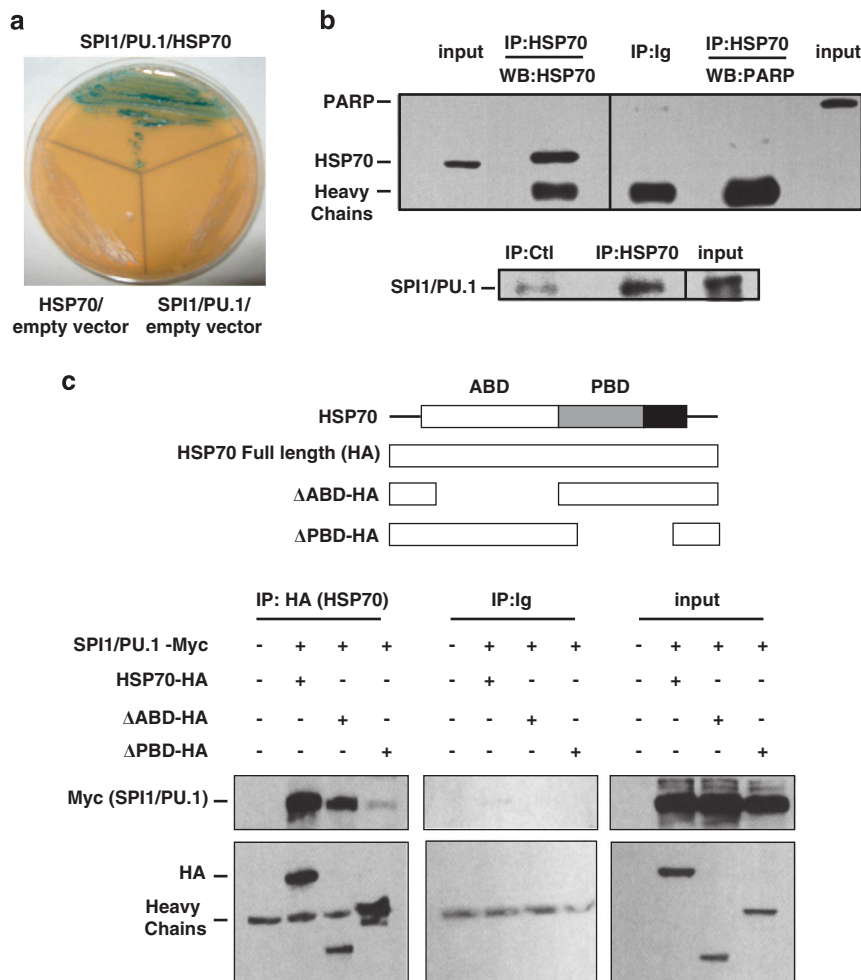 a
SPI1/PU.1/HSP70
HSP70/
empty vector
SPI1/PU.1/
empty vector
b
input
IP:HSP70
WB:HSP70
IP:Ig
IP:HSP70
WB:PARP
input
PARP
HSP70
Heavy
Chains
IP:Ctl
IP:HSP70
input
SPI1/PU.1
c
ABD
PBD
HSP70
HSP70 Full length (HA)
ΔABD-HA
ΔPBD-HA
IP: HA (HSP70)
IP:Ig
input
SPI1/PU.1 -Myc - + + + - + + + - + + +
HSP70-HA - + - - - + - - - + - -
ΔABD-HA - - + - - - + - - - + -
ΔPBD-HA - - - + - - - + - - - +
Myc (SPI1/PU.1)
HA
Heavy
Chains